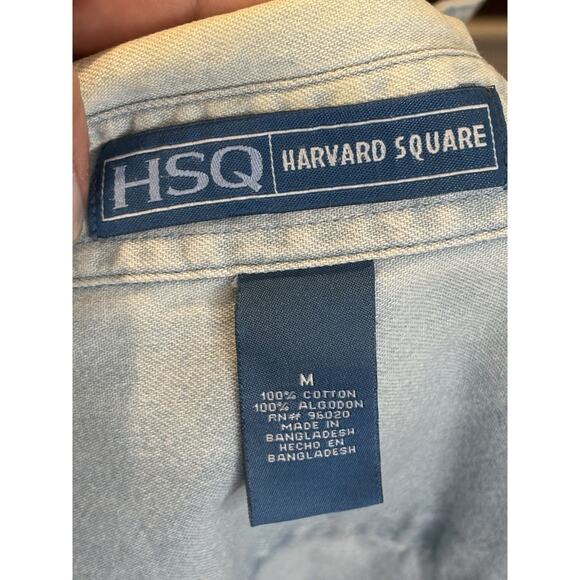 HSQ HARVARD SQUARE
M
100% COTTON
100% ALGODON
RN# 96020
MADE IN
BANGLADESH
HECHO EN
BANGLADESH